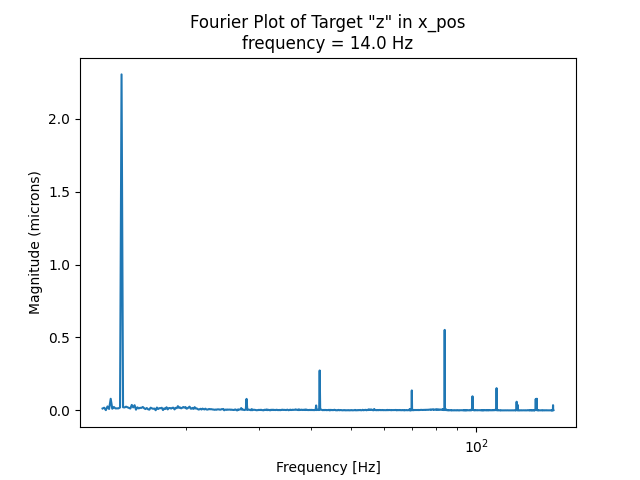 Fourier Plot of Target "z" in x_pos
frequency = 14.0 Hz
Magnitude (microns)
2.0
1.5
1.0
0.5
0.0
10²
Frequency [Hz]